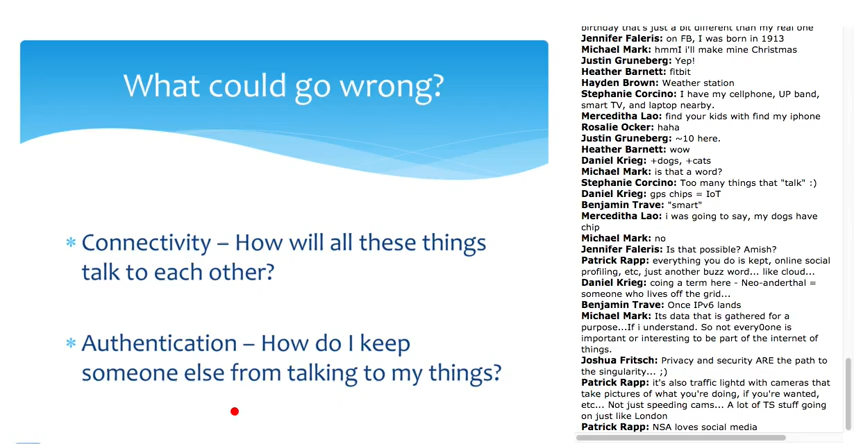 What could go wrong?
* Connectivity – How will all these things
talk to each other?
* Authentication – How do I keep
someone else from talking to my things?
birthday that's just a bit different than my real one
Jennifer Faleris: on FB, I was born in 1913
Michael Mark: hmmI i'll make mine Christmas
Justin Gruneberg: Yep!
Heather Barnett: fitbit
Hayden Brown: Weather station
Stephanie Corcino: I have my cellphone, UP band,
smart TV, and laptop nearby.
Merceditha Lao: find your kids with find my iphone
Rosalie Ocker: haha
Justin Gruneberg: ~10 here.
Heather Barnett: wow
Daniel Krieg: +dogs, +cats
Michael Mark: is that a word?
Stephanie Corcino: Too many things that "talk" :)
Daniel Krieg: gps chips = IoT
Benjamin Trave: "smart"
Merceditha Lao: i was going to say, my dogs have
chip
Michael Mark: no
Jennifer Faleris: Is that possible? Amish?
Patrick Rapp: everything you do is kept, online social
profiling, etc, just another buzz word... like cloud...
Daniel Krieg: coing a term here - Neo-anderthal =
someone who lives off the grid...
Benjamin Trave: Once IPv6 lands
Michael Mark: Its data that is gathered for a
purpose...If i understand. So not every0one is
important or interesting to be part of the internet of
things.
Joshua Fritsch: Privacy and security ARE the path to
the singularity... ;)
Patrick Rapp: it's also traffic lightd with cameras that
take pictures of what you're doing, if you're wanted,
etc... Not just speeding cams... A lot of TS stuff going
on just like London
Patrick Rapp: NSA loves social media